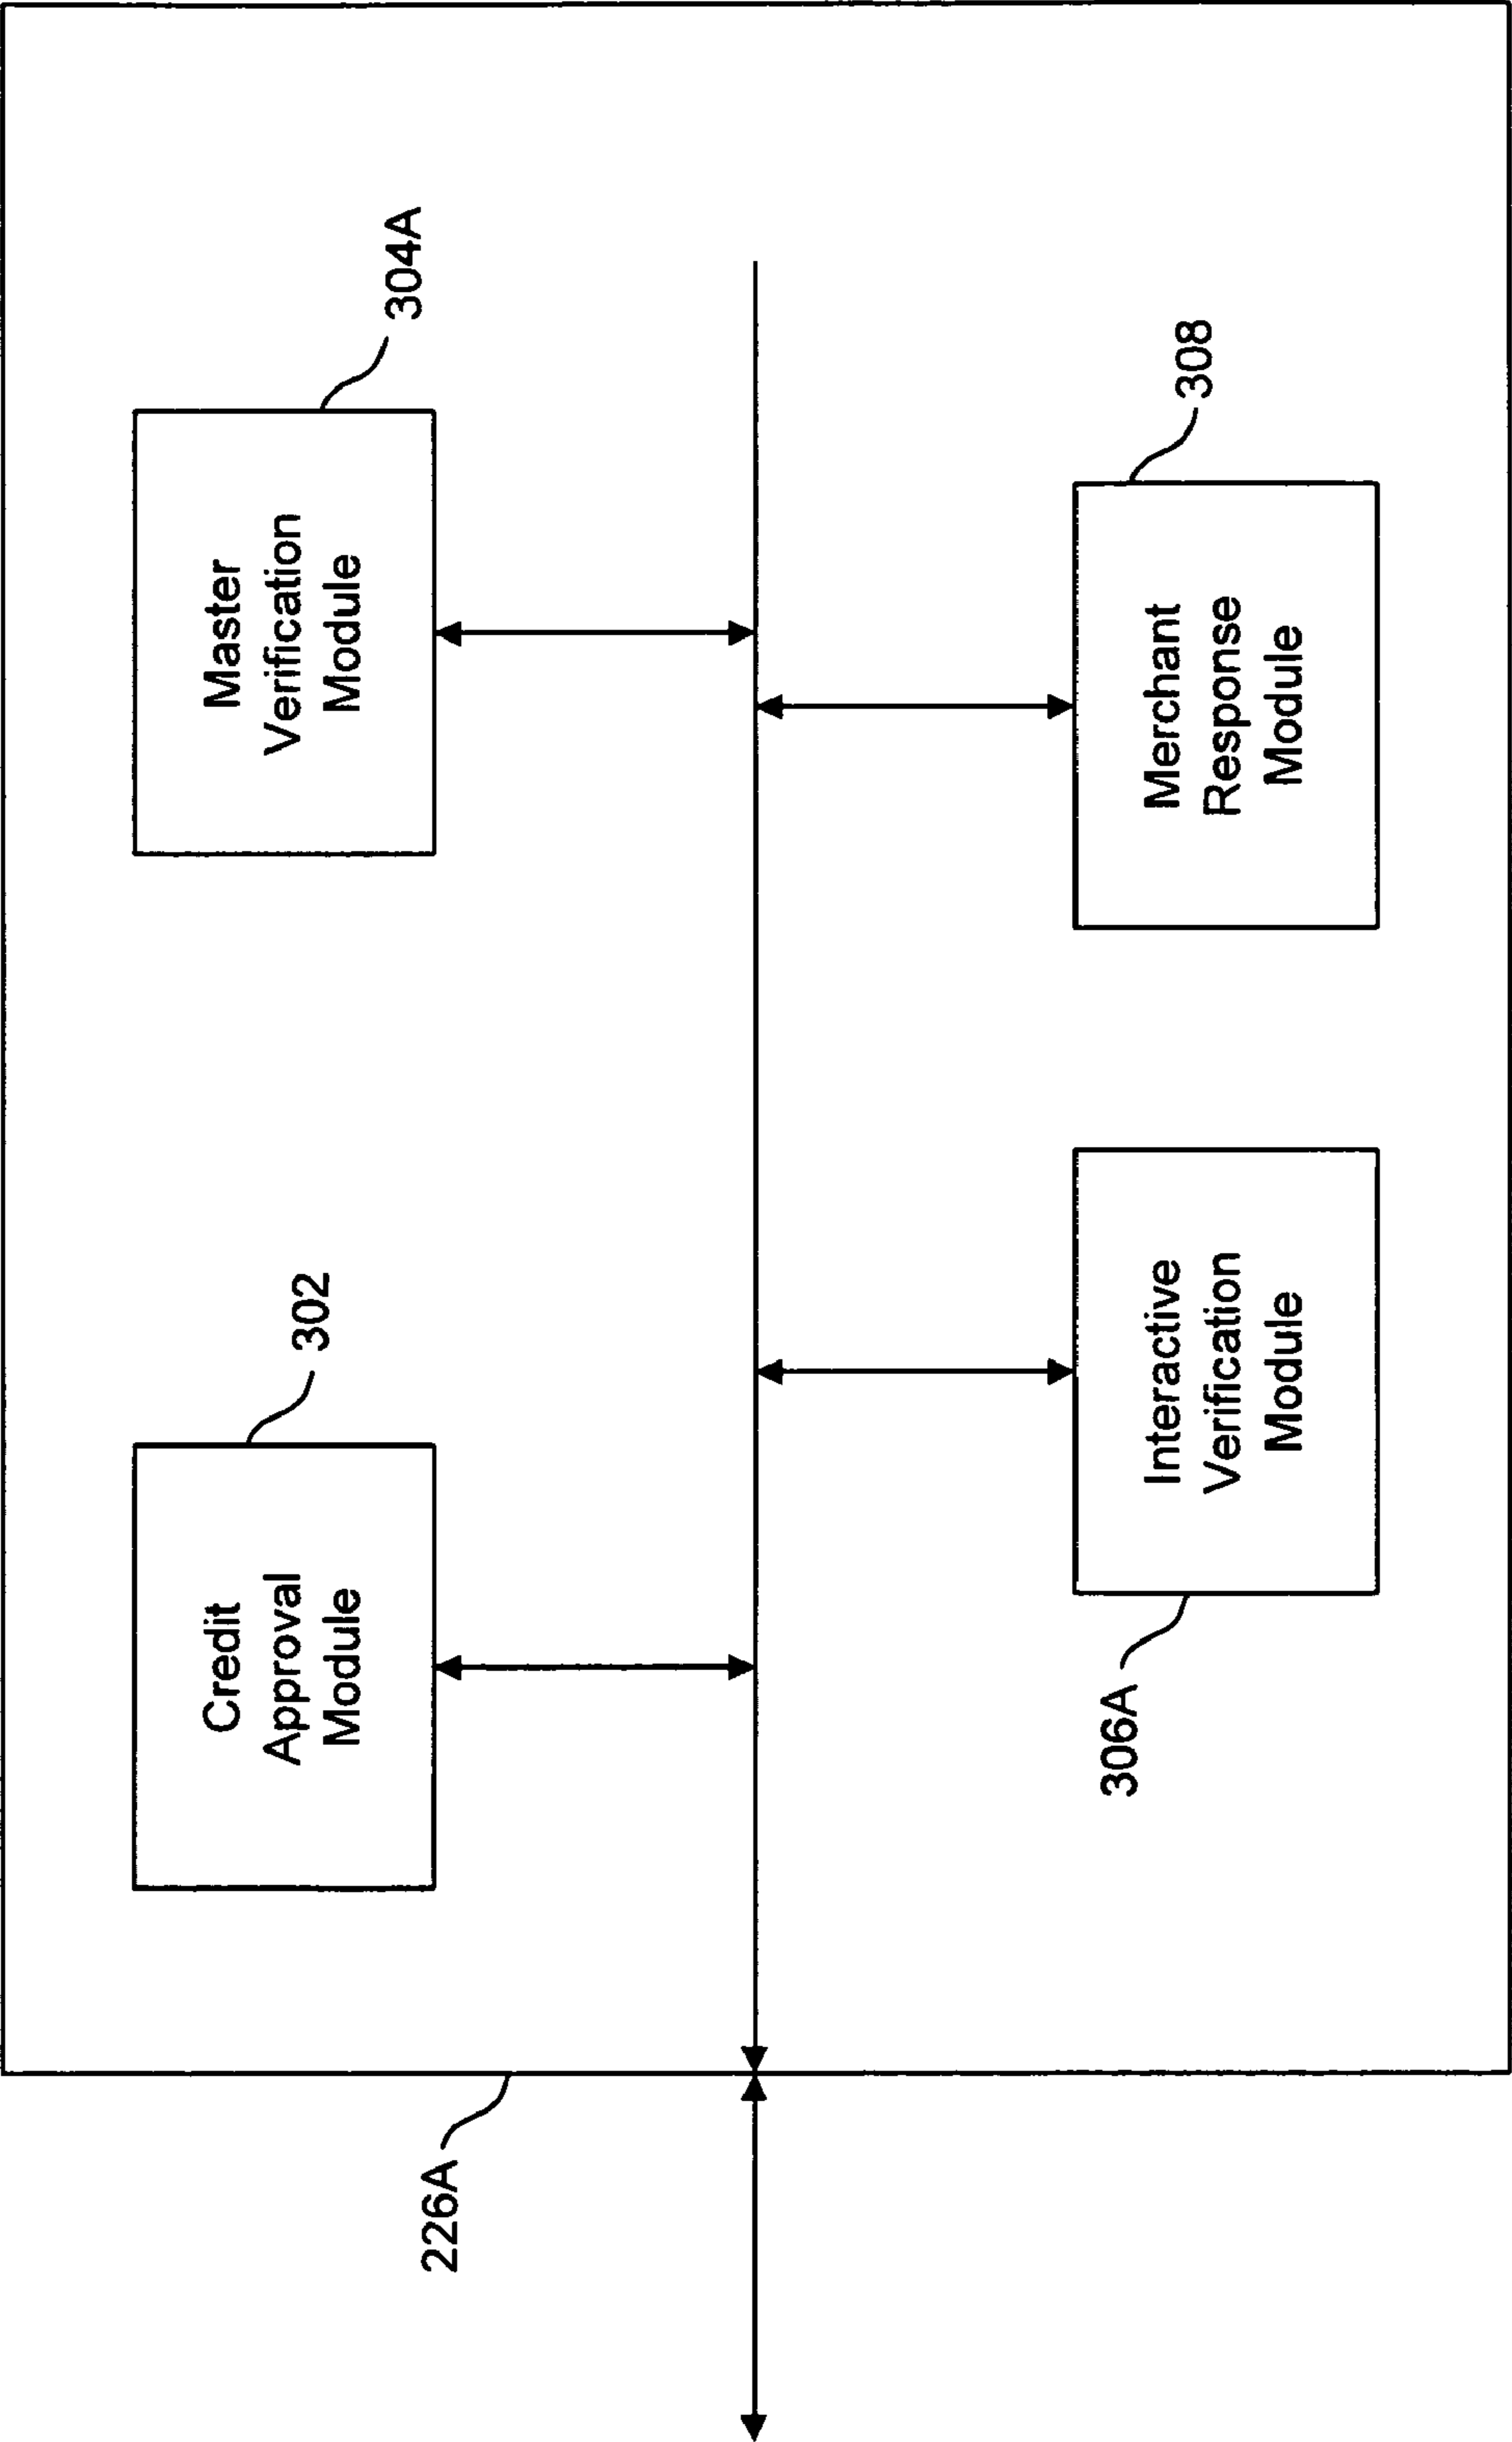 302
Credit
Approval
Module
304A
Master
Verification
Module
226A
306A
Interactive
Verification
Module
308
Merchant
Response
Module